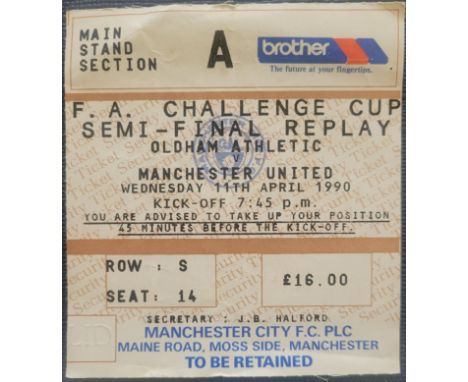 MAIN
STAND
SECTION
A
brother
The future at your fingertips.
F.A. CHALLENGE CUP
SEMI-FINAL REPLAY
OLDHAM ATHLETIC
V
MANCHESTER UNITED
WEDNESDAY 11TH APRIL 1990
KICK-OFF 7:45 p.m.
YOU ARE ADVISED TO TAKE UP YOUR POSITION
45 MINUTES BEFORE THE KICK-OFF.
ROW : S
SEAT: 14
£16.00
SECRETARY : J.B. HALFORD
MANCHESTER CITY F.C. PLC
MAINE ROAD, MOSS SIDE, MANCHESTER
TO BE RETAINED